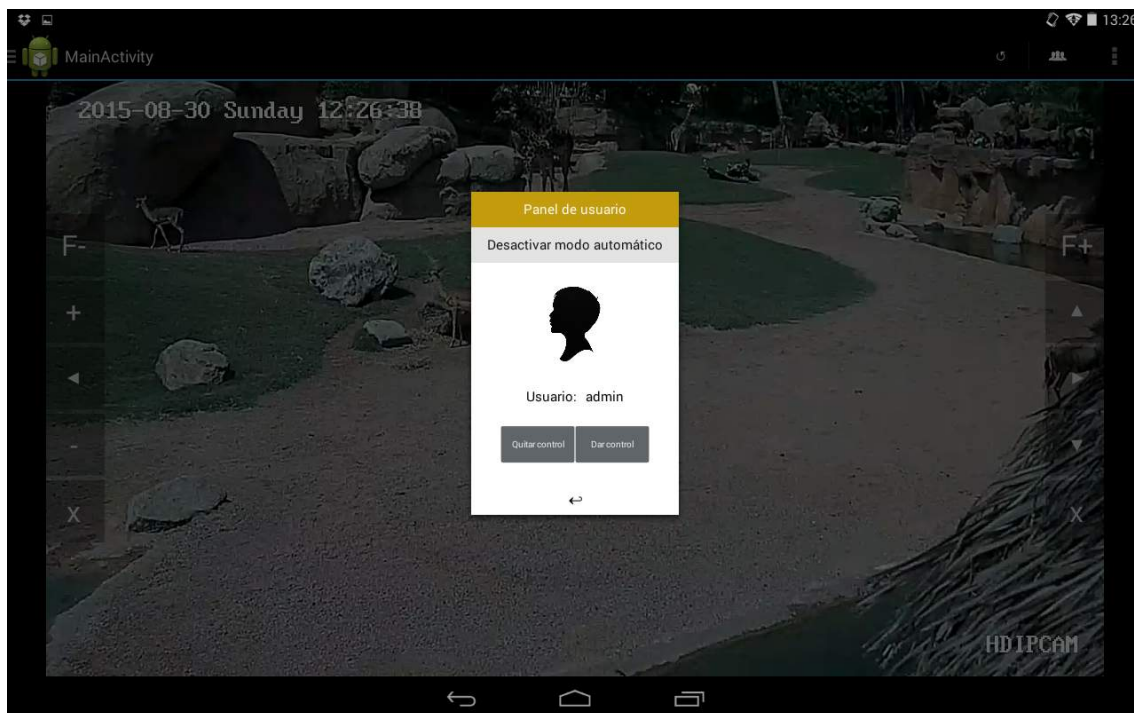 13:26
MainActivity
2015-08-30 Sunday 12:26:38
Panel de usuario
Desactivar modo automático
F-
F+
+
Usuario: admin
-
Quitar control Dar control
X
X
HDIPCAM